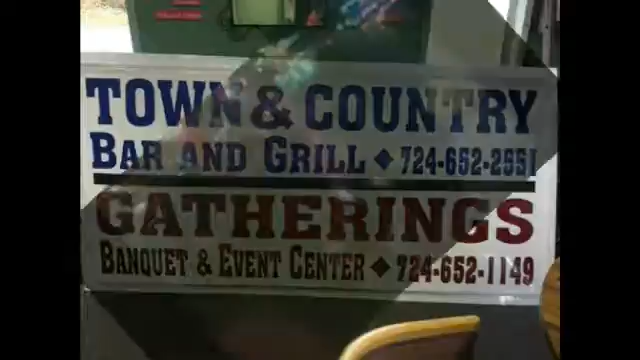 TOWN & COUNTRY
BAR AND GRILL ◆ 724-652-2551
GATHERINGS
BANQUET & EVENT CENTER ◆ 724-652-1149